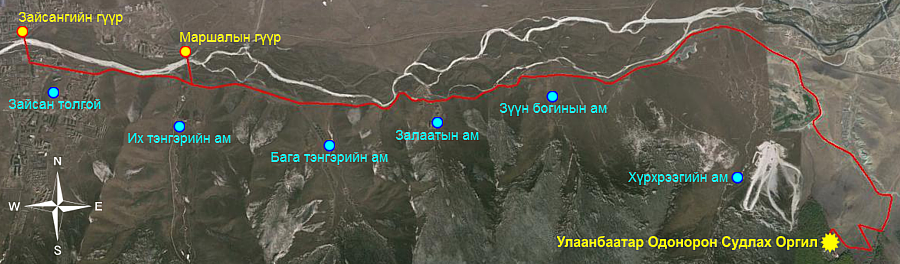 Зайсангийн гүүр
Маршалын гүүр
Зайсан толгой
Их тэнгэрийн ам
Бага тэнгэрийн ам
Залаатын ам
Зүүн богинын ам
Хүрхрээгийн ам
N
W E
S
Улаанбаатар Одонорон Судлах Оргил